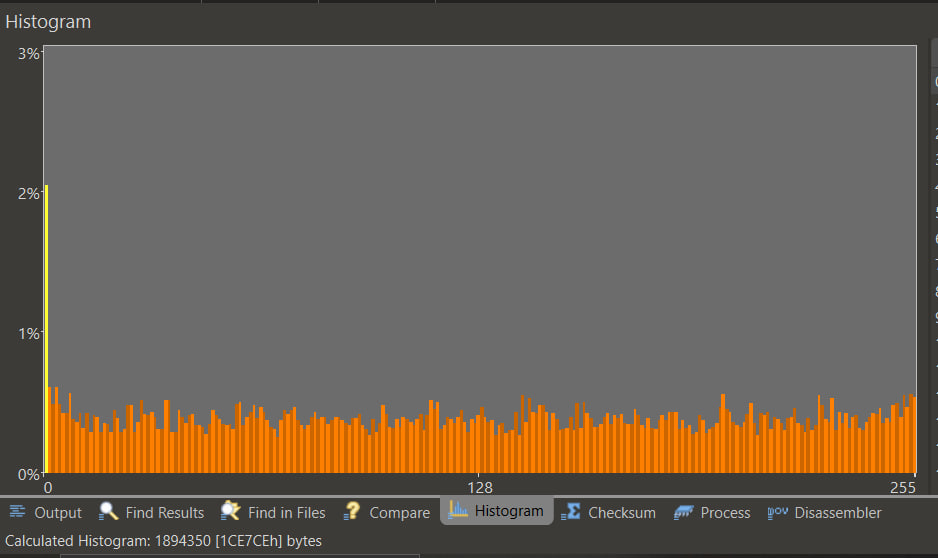 Histogram
3%
2%
1%
0%
0 128 255
Output Find Results Find in Files Compare Histogram Checksum Process Disassembler
Calculated Histogram: 1894350 [1CE7CEh] bytes